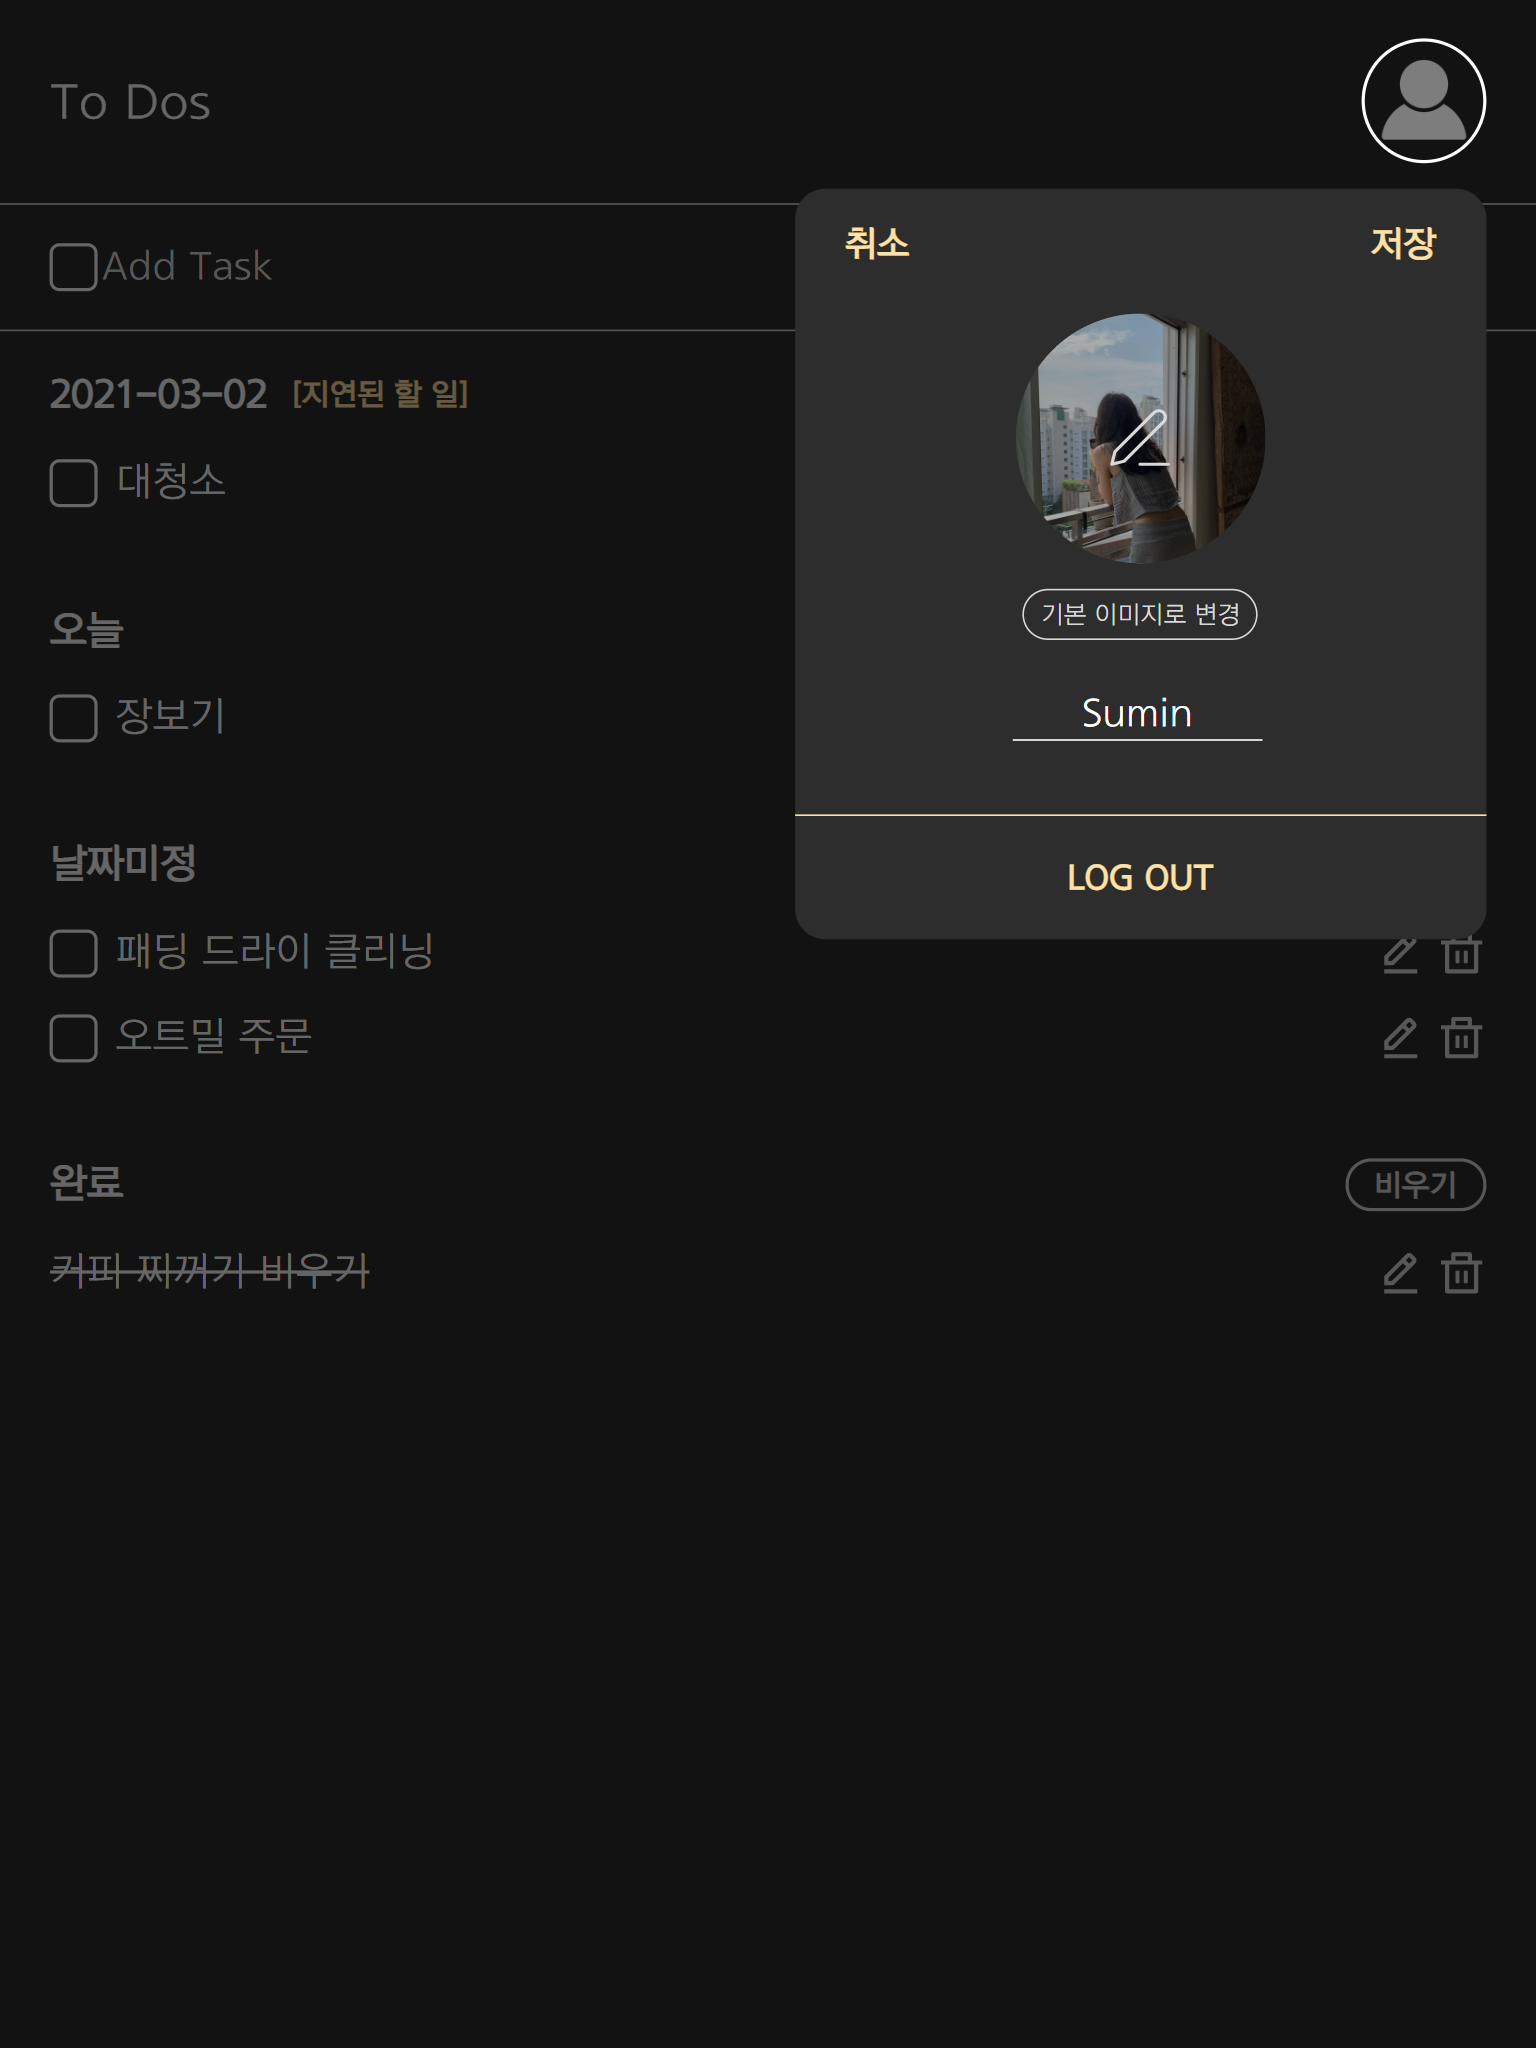 To Dos
Add Task
취소
저장
2021-03-02 [지연된 할 일]
대청소
기본 이미지로 변경
오늘
장보기
Sumin
날짜미정
LOG OUT
패딩 드라이 클리닝
오트밀 주문
완료
비우기
커피 찌꺼기 비우기